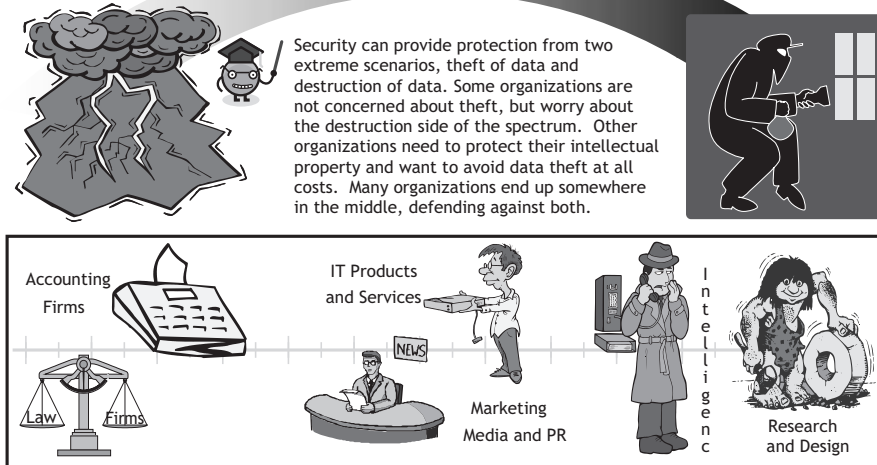 Security can provide protection from two
extreme scenarios, theft of data and
destruction of data. Some organizations are
not concerned about theft, but worry about
the destruction side of the spectrum. Other
organizations need to protect their intellectual
property and want to avoid data theft at all
costs. Many organizations end up somewhere
in the middle, defending against both.
Accounting
Firms
Law Firms
IT Products
and Services
NEWS
Marketing
Media and PR
Intelligenc
Research
and Design